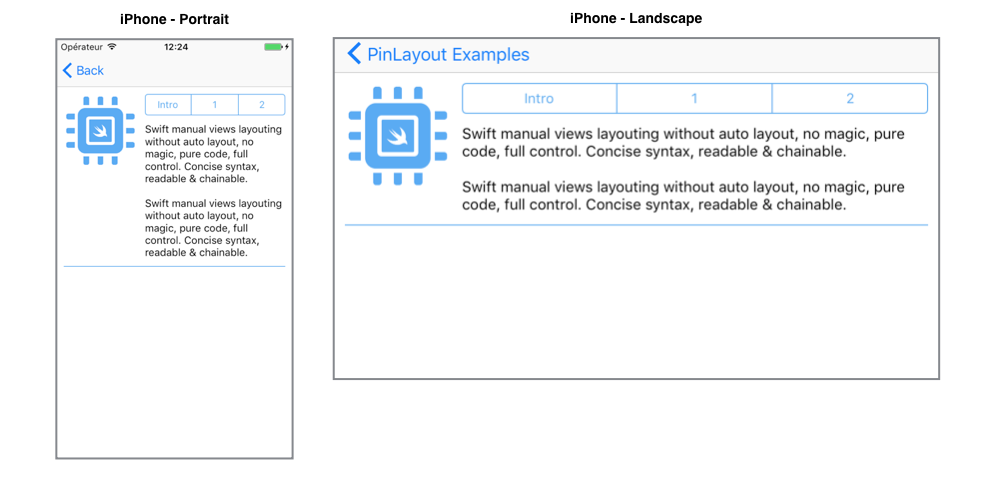 iPhone - Portrait
Opérateur 12:24
Back
Intro 1 2
Swift manual views layouting
without auto layout, no
magic, pure code, full
control. Concise syntax,
readable & chainable.
Swift manual views layouting
without auto layout, no
magic, pure code, full
control. Concise syntax,
readable & chainable.
iPhone - Landscape
PinLayout Examples
Intro 1 2
Swift manual views layouting without auto layout, no magic, pure
code, full control. Concise syntax, readable & chainable.
Swift manual views layouting without auto layout, no magic, pure
code, full control. Concise syntax, readable & chainable.